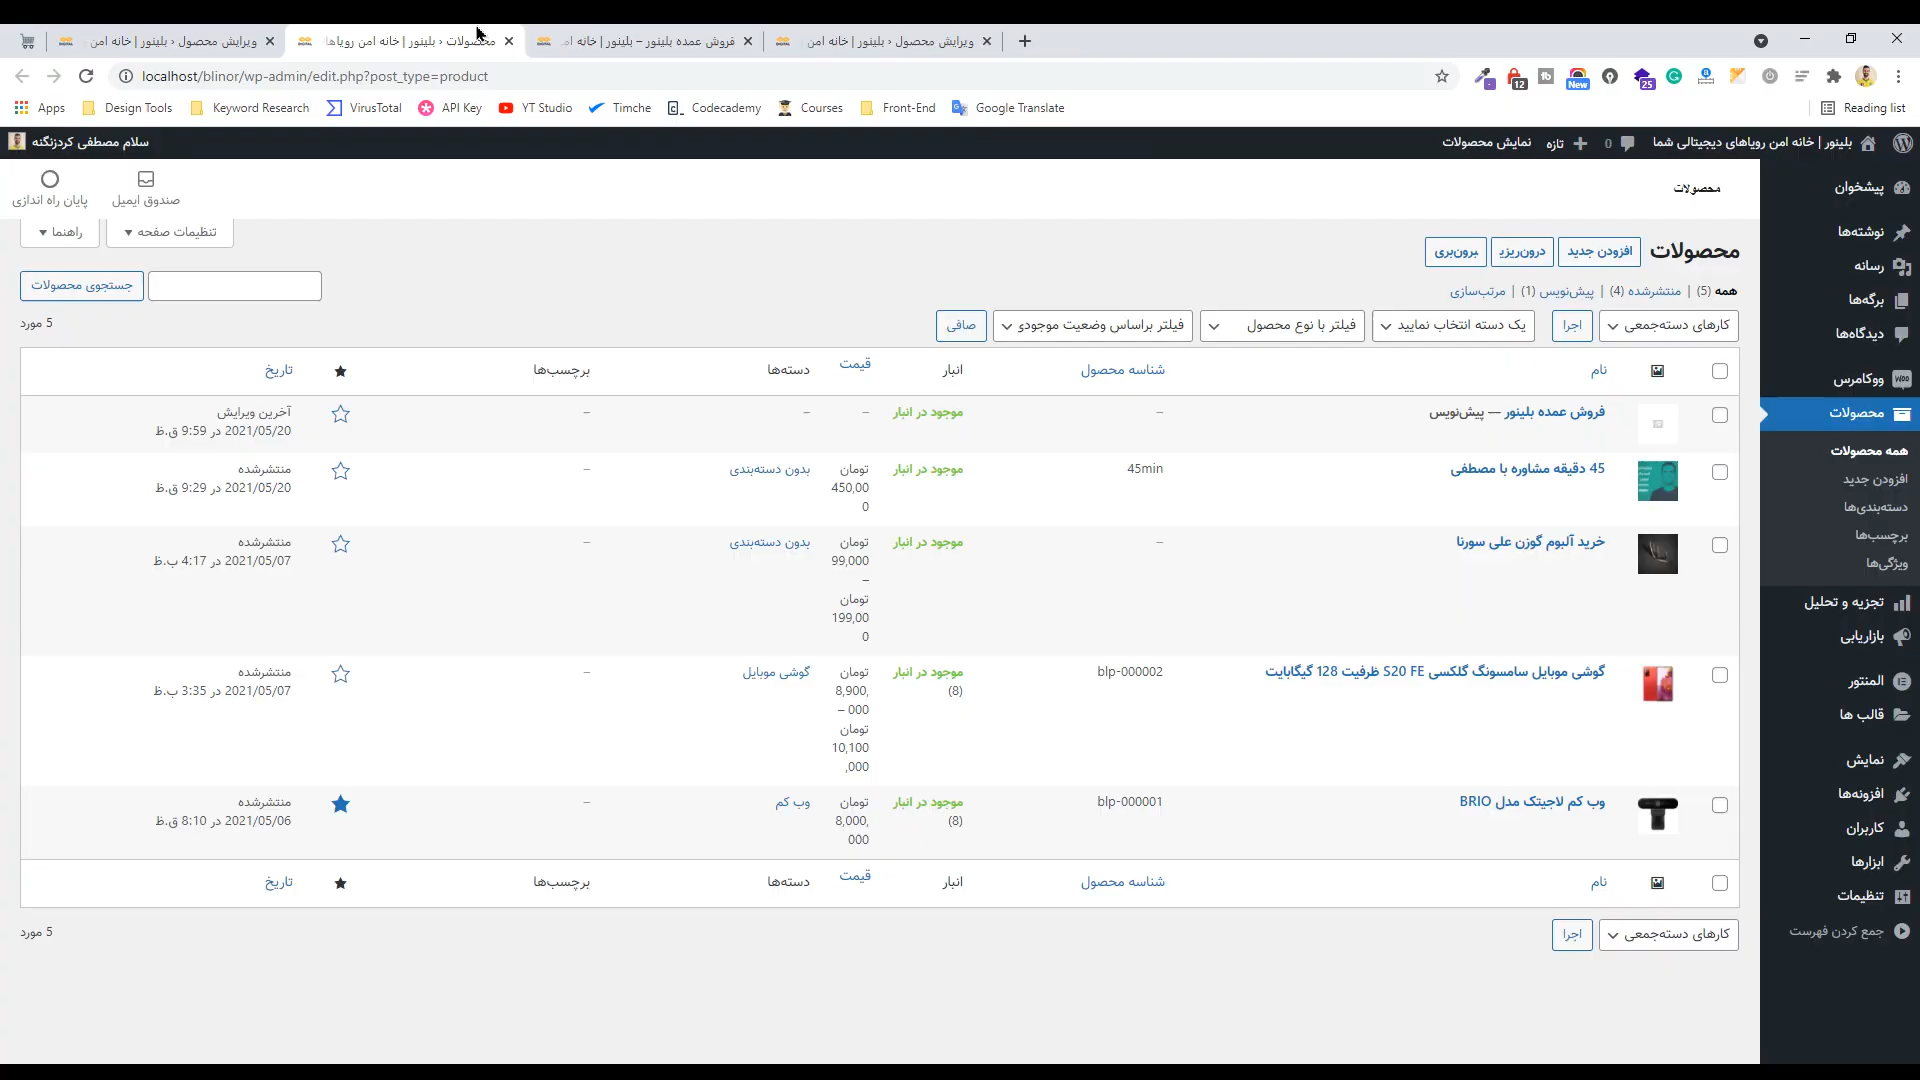 ویرایش محصول ‹ بلینور | خانه امن
محصولات ‹ بلینور | خانه امن رویاها
فروش عمده بلینور – بلینور | خانه ام
ویرایش محصول ‹ بلینور | خانه امن
localhost/blinor/wp-admin/edit.php?post_type=product
12
New
25
Apps
Design Tools
Keyword Research
VirusTotal
API Key
YT Studio
Timche
Codecademy
Courses
Front-End
Google Translate
Reading list
بلینور | خانه امن رویاهای دیجیتالی شما
0
تازه
نمایش محصولات
سلام مصطفی کردزنگنه
محصولات
صندوق ایمیل
پایان راه اندازی
تنظیمات صفحه
راهنما
محصولات
افزودن جدید
درون‌ریزی
برون‌بری
همه (5) | منتشرشده (4) | پیش‌نویس (1) | مرتب‌سازی
جستجوی محصولات
کارهای دسته‌جمعی
اجرا
یک دسته انتخاب نمایید
فیلتر با نوع محصول
فیلتر براساس وضعیت موجودی
صافی
5 مورد
نام
شناسه محصول
انبار
قیمت
دسته‌ها
برچسب‌ها
تاریخ
فروش عمده بلینور — پیش‌نویس
–
موجود در انبار
–
–
–
آخرین ویرایش
2021/05/20 در 9:59 ق.ظ
45 دقیقه مشاوره با مصطفی
45min
موجود در انبار
تومان
450,00
0
بدون دسته‌بندی
–
منتشرشده
2021/05/20 در 9:29 ق.ظ
خرید آلبوم گوزن علی سورنا
–
موجود در انبار
تومان
99,000
–
تومان
199,00
0
بدون دسته‌بندی
–
منتشرشده
2021/05/07 در 4:17 ب.ظ
گوشی موبایل سامسونگ گلکسی S20 FE ظرفیت 128 گیگابایت
blp-000002
موجود در انبار
(8)
تومان
8,900,
000 –
تومان
10,100
,000
گوشی موبایل
–
منتشرشده
2021/05/07 در 3:35 ب.ظ
وب کم لاجیتک مدل BRIO
blp-000001
موجود در انبار
(8)
تومان
8,000,
000
وب کم
–
منتشرشده
2021/05/06 در 8:10 ق.ظ
نام
شناسه محصول
انبار
قیمت
دسته‌ها
برچسب‌ها
تاریخ
کارهای دسته‌جمعی
اجرا
5 مورد
پیشخوان
نوشته‌ها
رسانه
برگه‌ها
دیدگاه‌ها
ووکامرس
محصولات
همه محصولات
افزودن جدید
دسته‌بندی‌ها
برچسب‌ها
ویژگی‌ها
تجزیه و تحلیل
بازاریابی
المنتور
قالب ها
نمایش
افزونه‌ها
کاربران
ابزارها
تنظیمات
جمع کردن فهرست